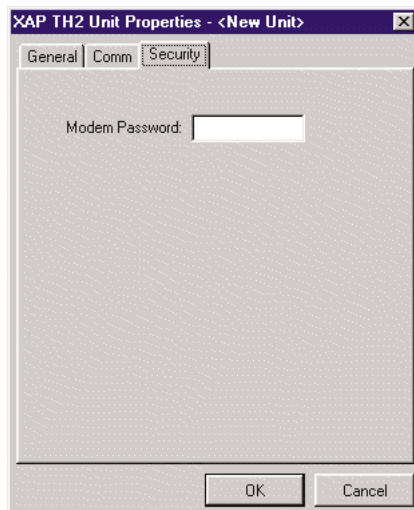 XAP TH2 Unit Properties - <New Unit>
General Comm Security
Modem Password:
OK Cancel